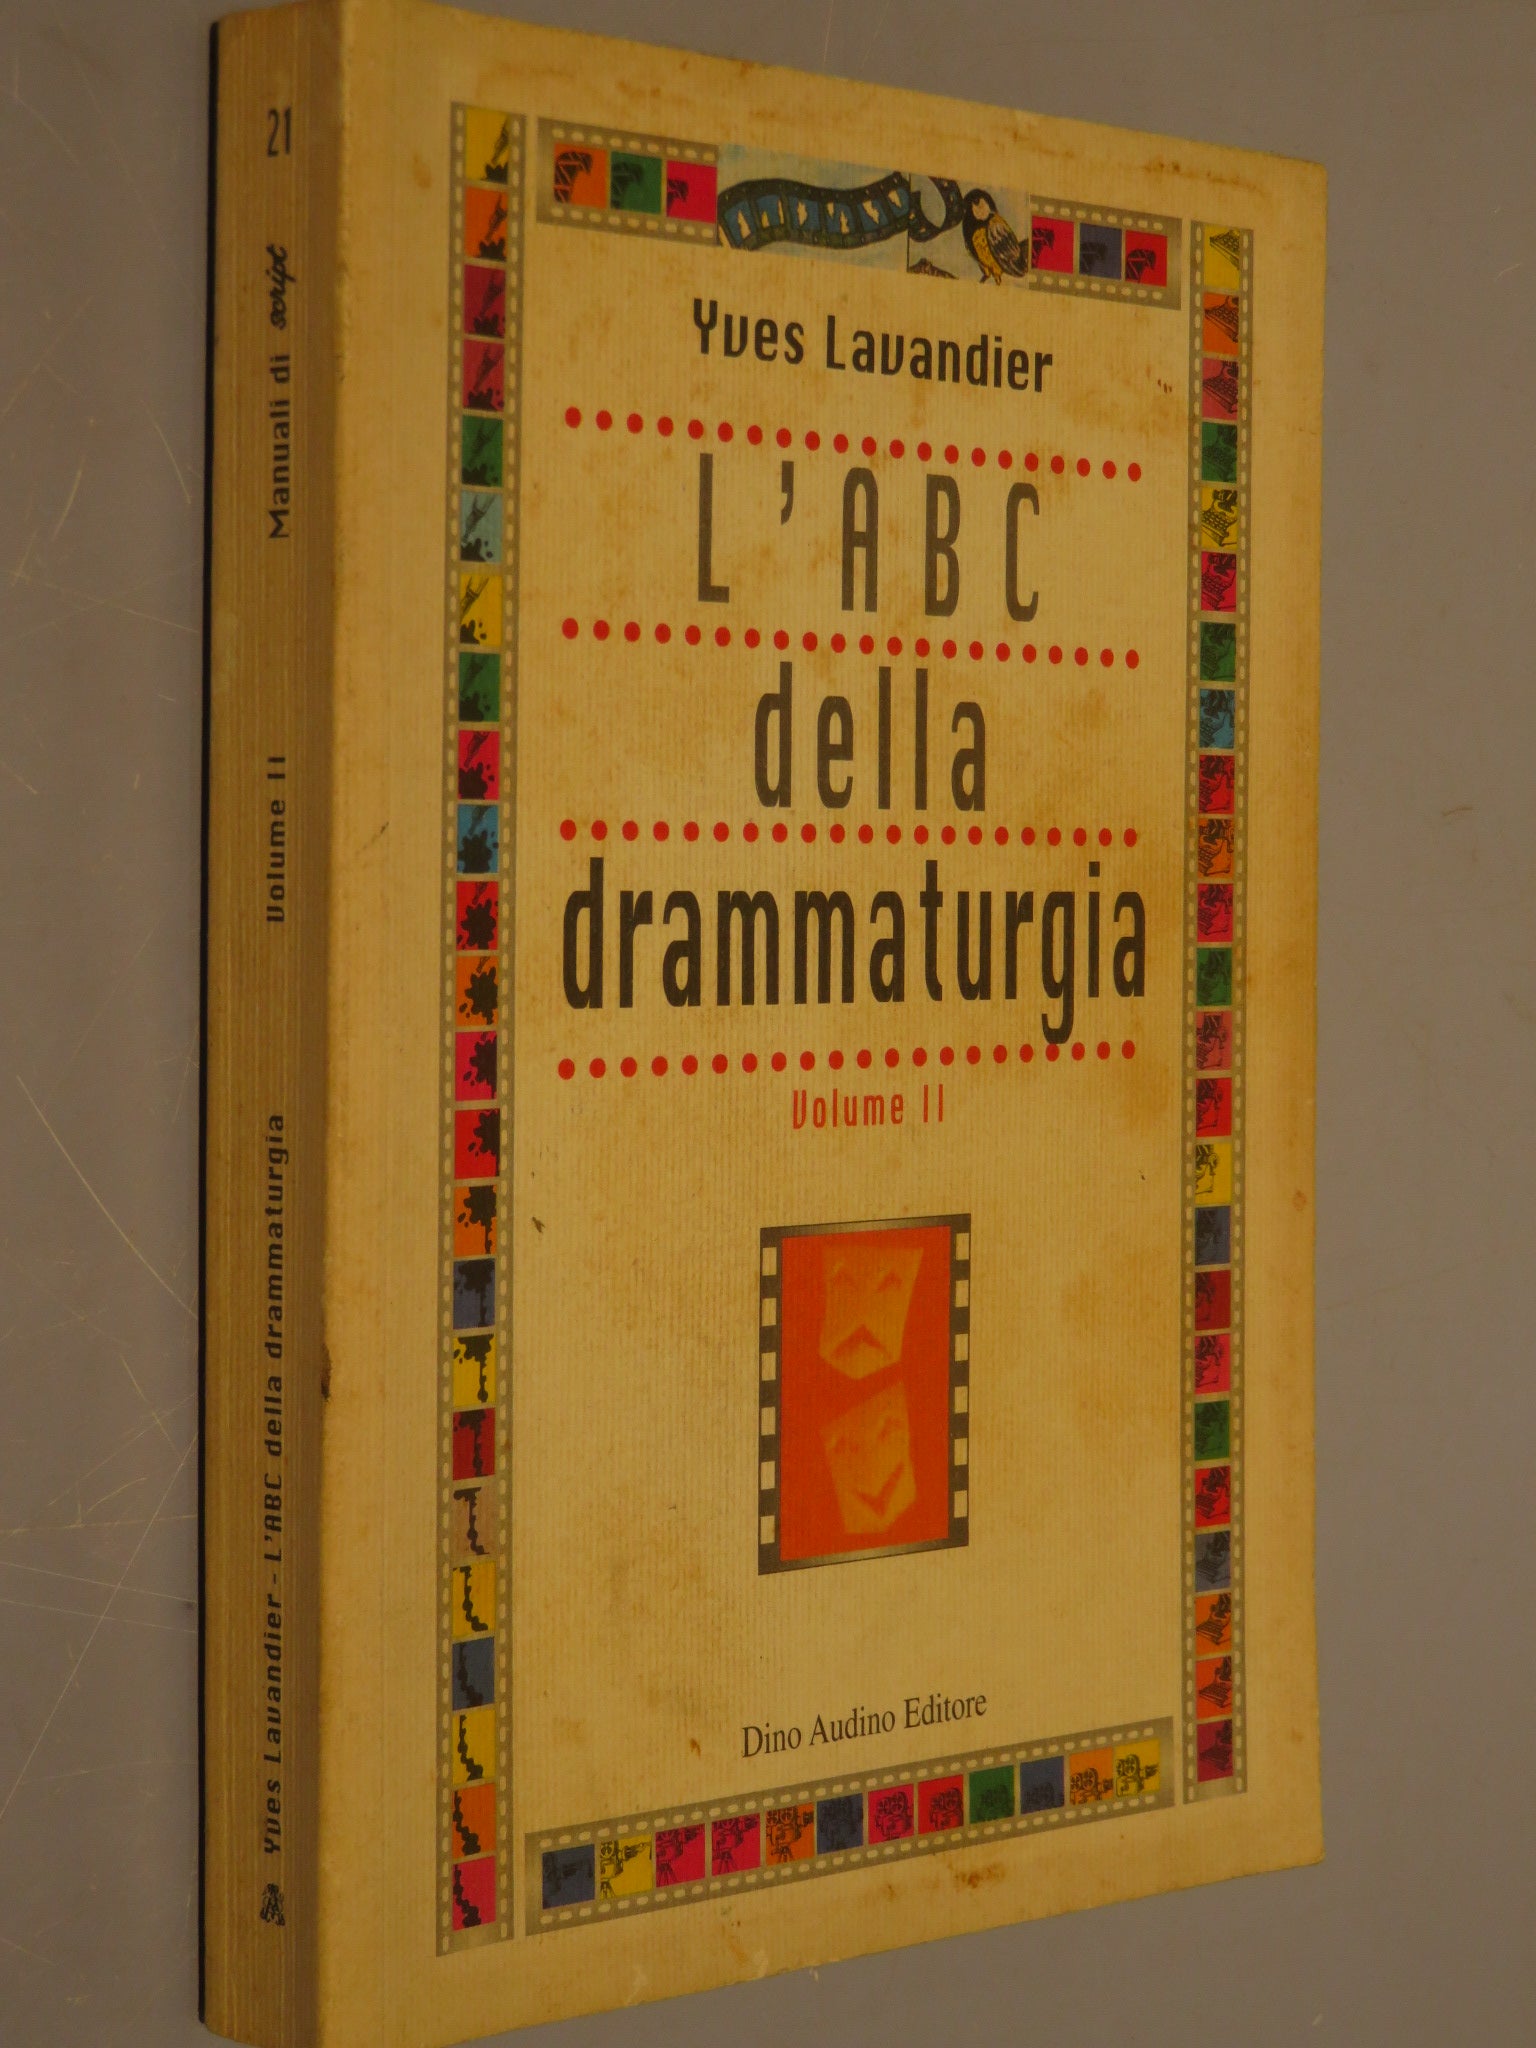 Yves Lavandier
L'ABC
della
drammaturgia
Volume II
Dino Audino Editore
Yves Lavandier - L'ABC della drammaturgia Volume II Manuali di script 21